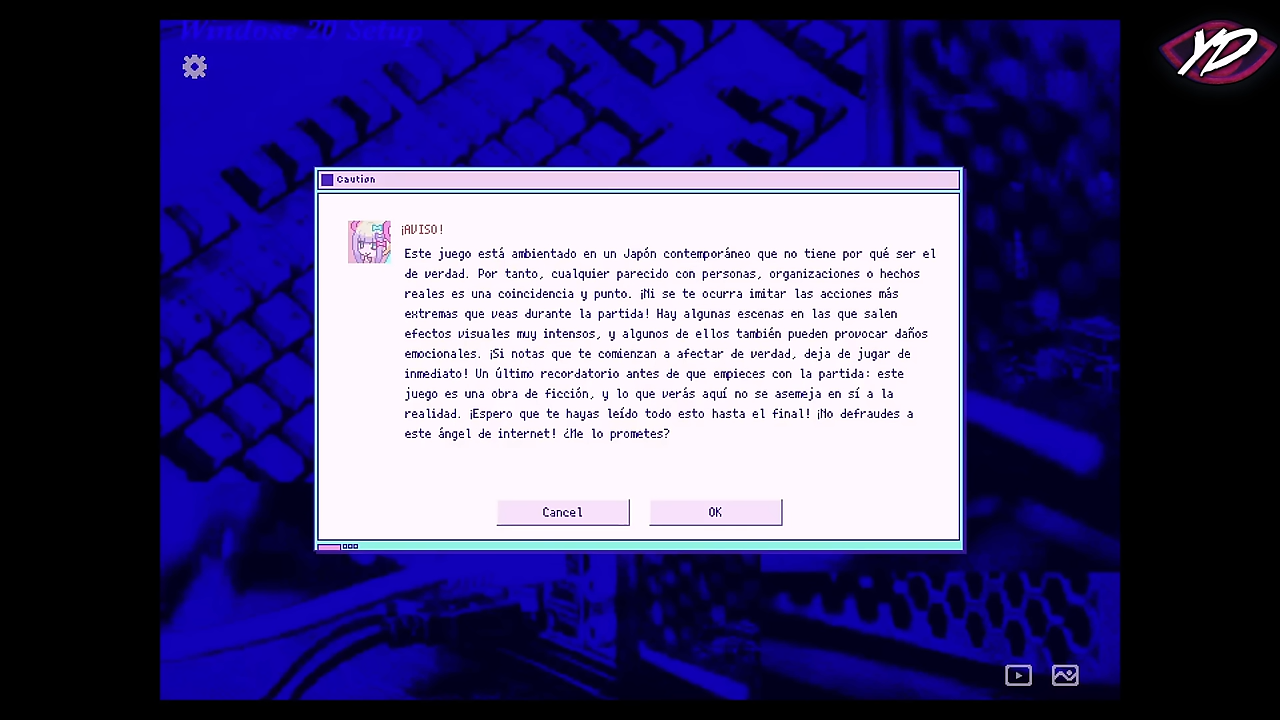 Windose 20 Setup
YD
Caution
¡AVISO!
Este juego está ambientado en un Japón contemporáneo que no tiene por qué ser el
de verdad. Por tanto, cualquier parecido con personas, organizaciones o hechos
reales es una coincidencia y punto. ¡Ni se te ocurra imitar las acciones más
extremas que veas durante la partida! Hay algunas escenas en las que salen
efectos visuales muy intensos, y algunos de ellos también pueden provocar daños
emocionales. ¡Si notas que te comienzan a afectar de verdad, deja de jugar de
inmediato! Un último recordatorio antes de que empieces con la partida: este
juego es una obra de ficción, y lo que verás aquí no se asemeja en sí a la
realidad. ¡Espero que te hayas leído todo esto hasta el final! ¡No defraudes a
este ángel de internet! ¿Me lo prometes?
Cancel OK